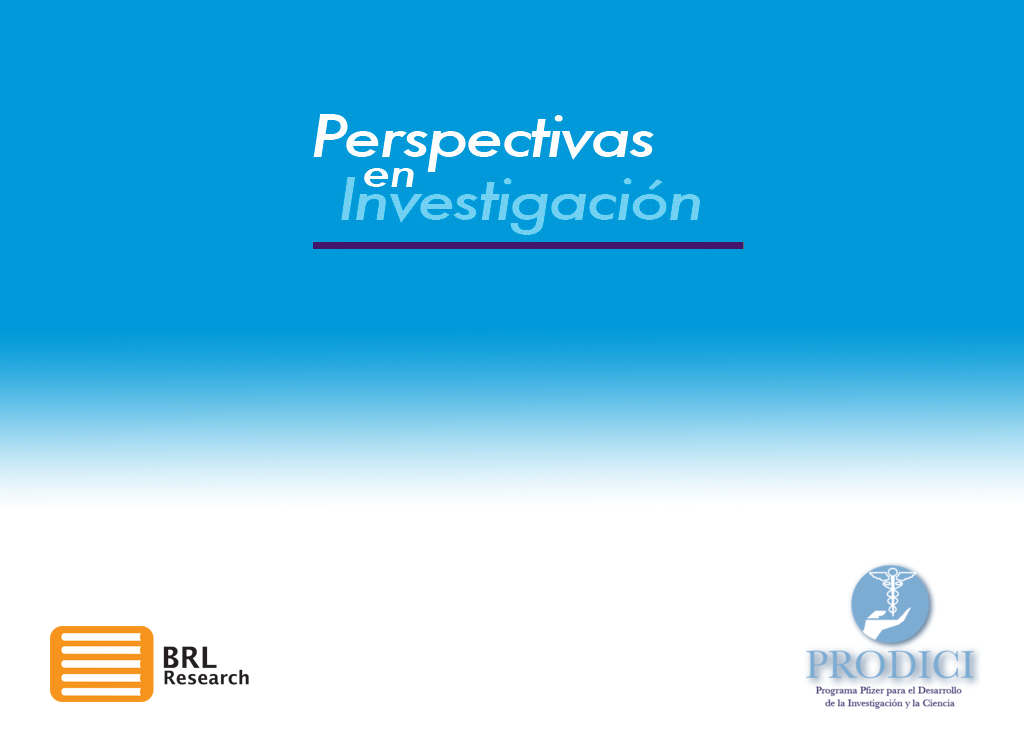 Perspectivas
en
Investigación
BRL
Research
PRODICI
Programa Pfizer para el Desarrollo
de la Investigación y la Ciencia